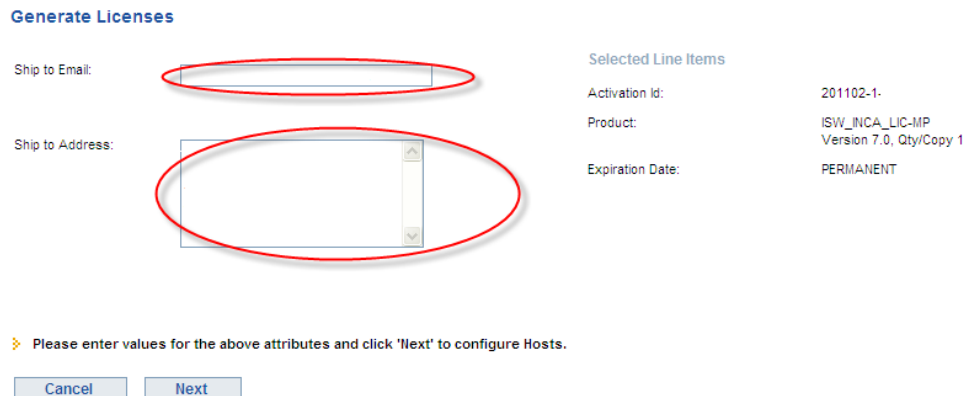 Generate Licenses
Ship to Email:
Ship to Address:
Selected Line Items
Activation Id: 201102-1-
Product: ISW_INCA_LIC-MP
Version 7.0, Qty/Copy 1
Expiration Date: PERMANENT
Please enter values for the above attributes and click 'Next' to configure Hosts.
Cancel Next